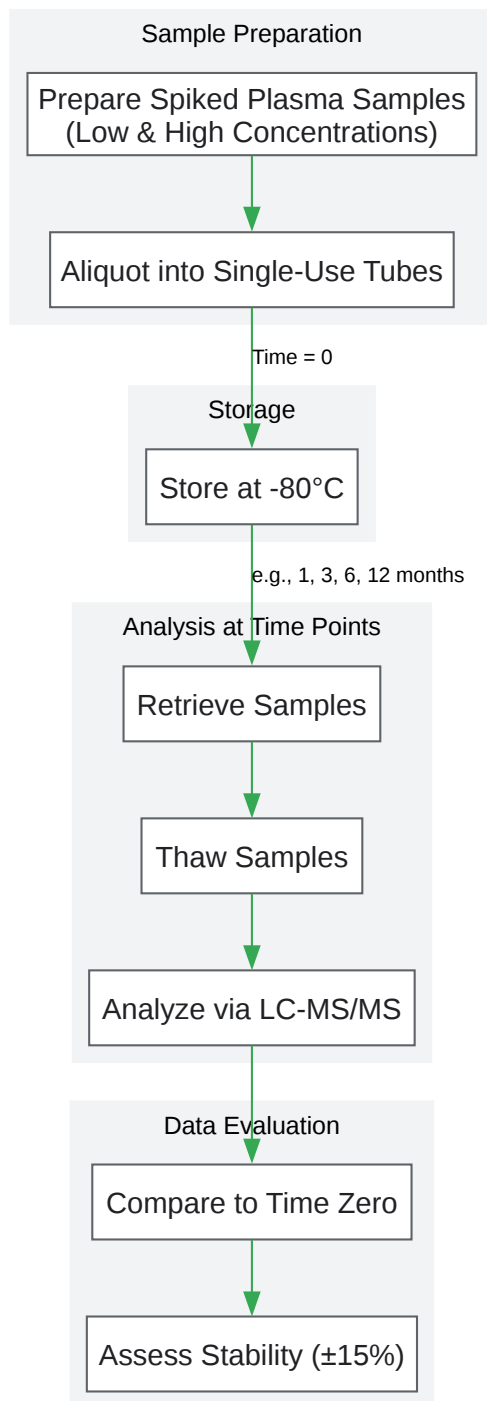 Sample Preparation
Prepare Spiked Plasma Samples
(Low & High Concentrations)
Aliquot into Single-Use Tubes
Time = 0
Storage
Store at -80°C
e.g., 1, 3, 6, 12 months
Analysis at Time Points
Retrieve Samples
Thaw Samples
Analyze via LC-MS/MS
Data Evaluation
Compare to Time Zero
Assess Stability (±15%)